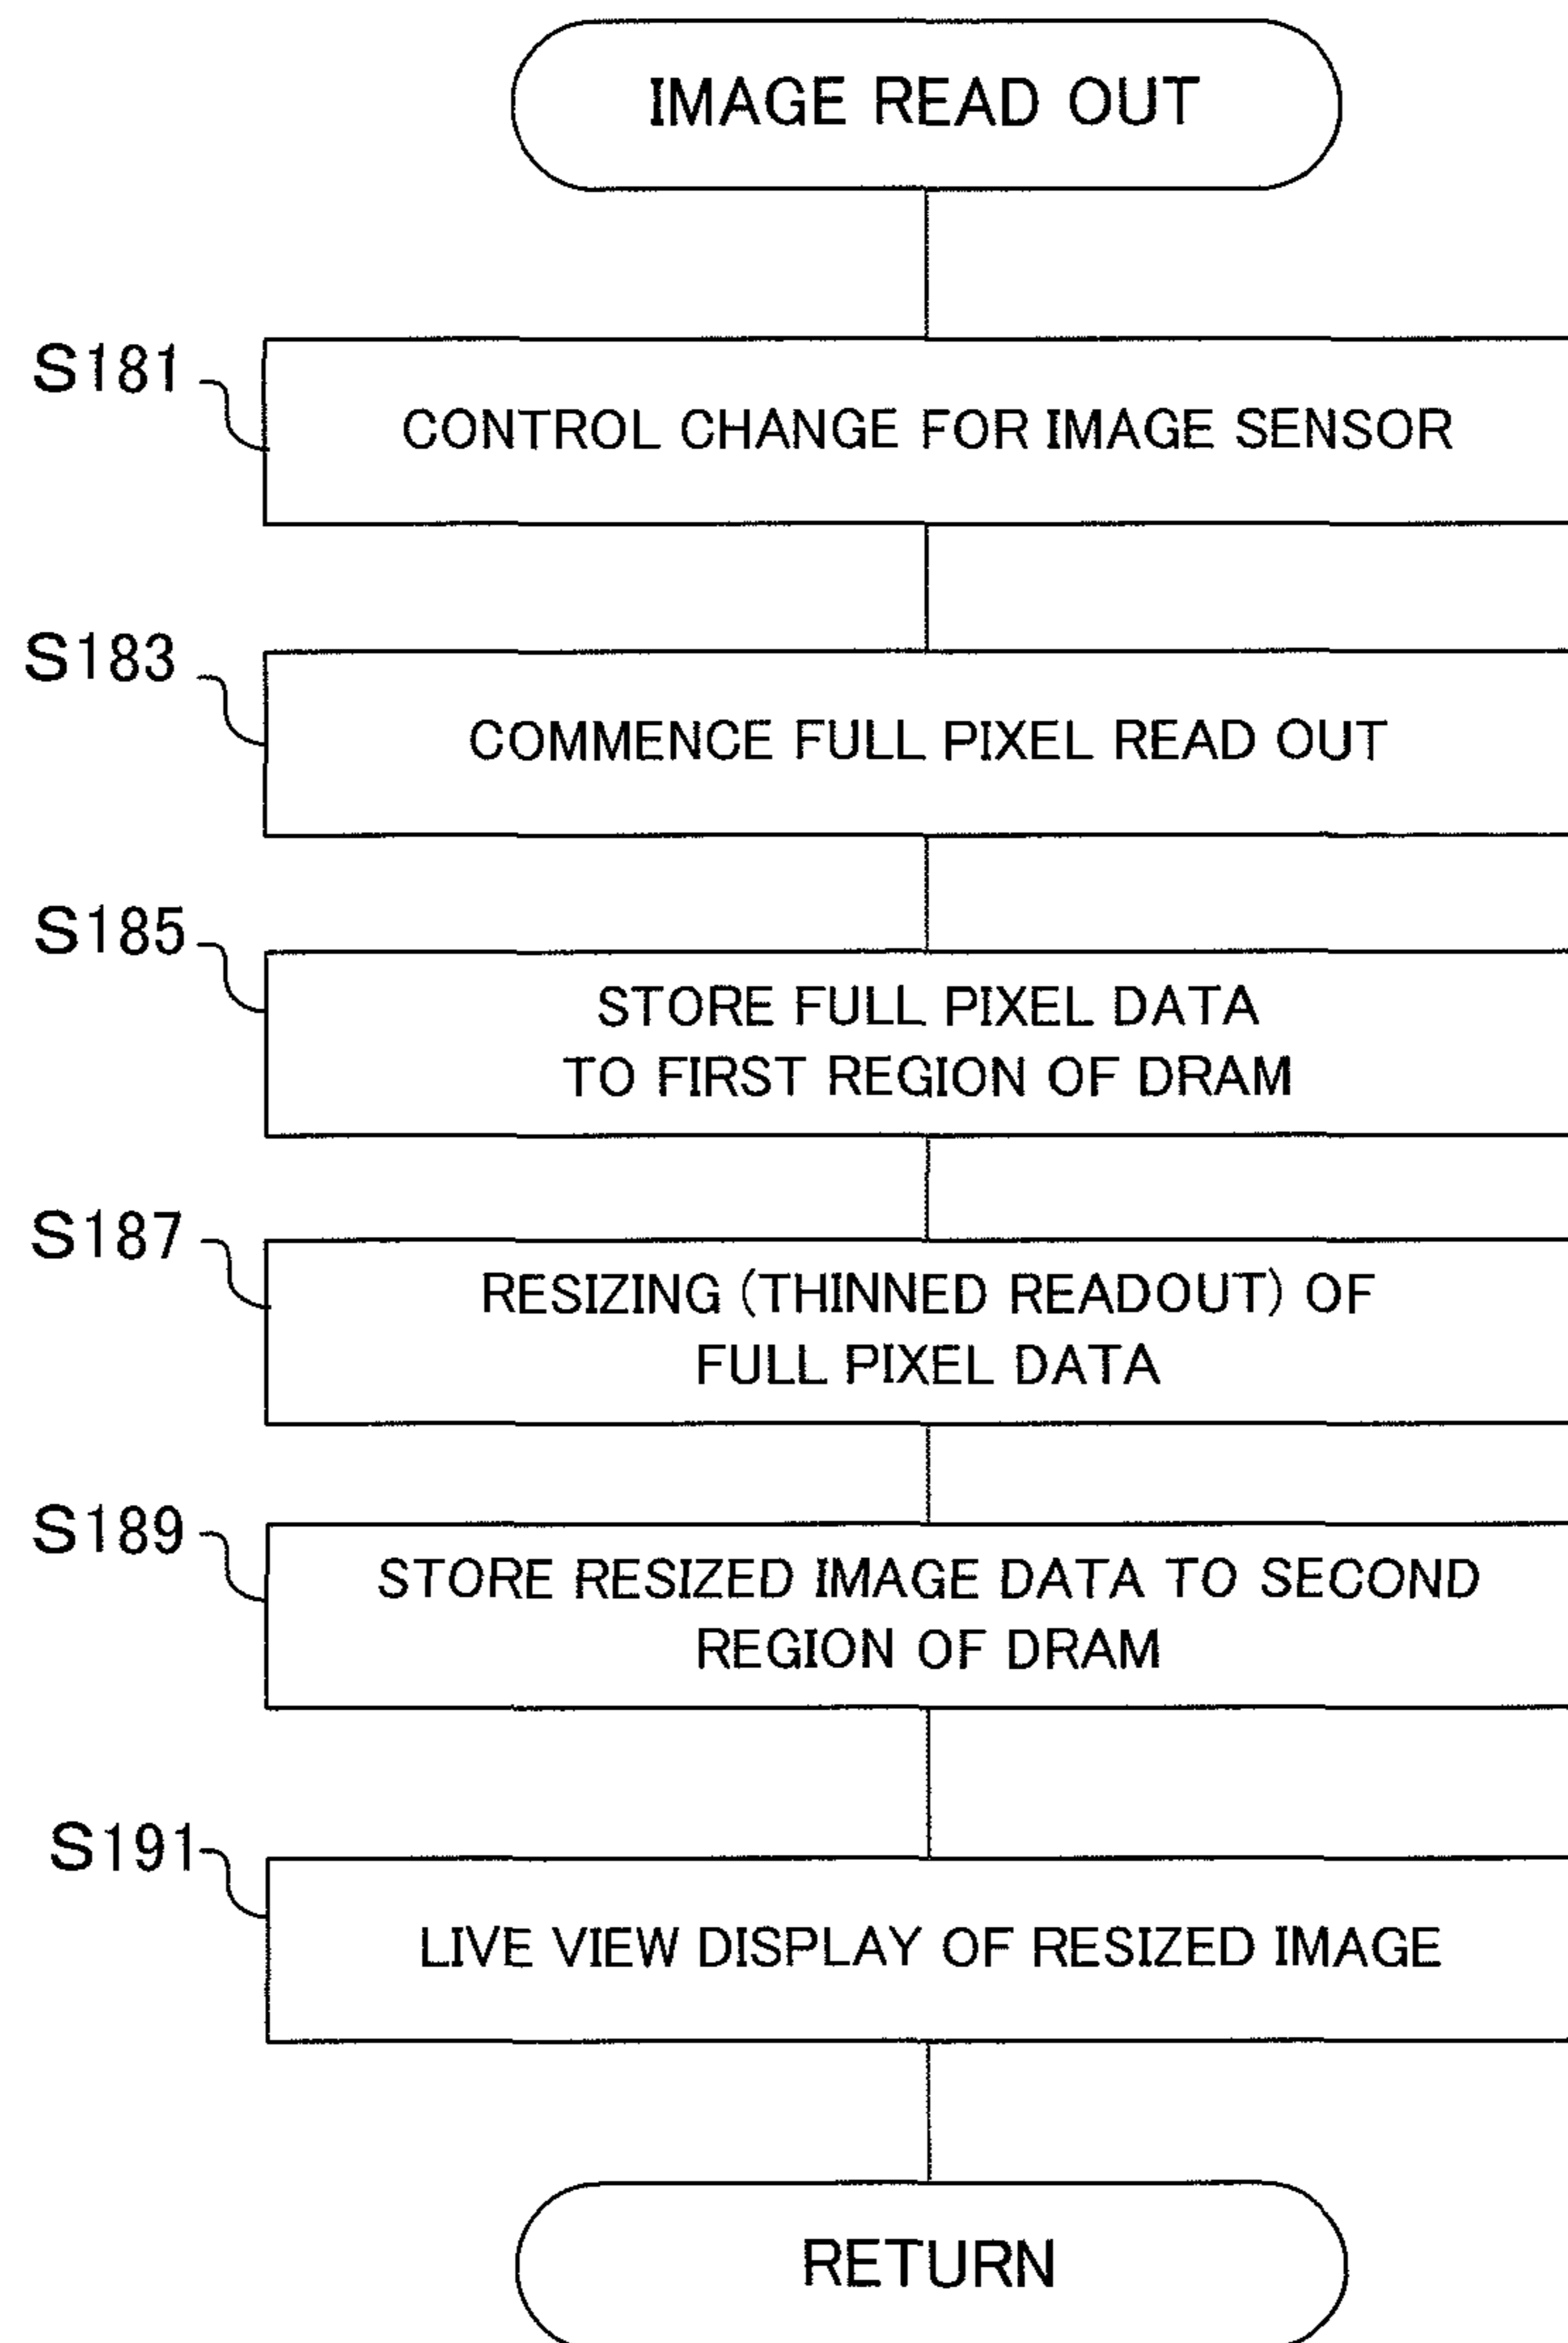 IMAGE READ OUT
S181
CONTROL CHANGE FOR IMAGE SENSOR
S183
COMMENCE FULL PIXEL READ OUT
S185
STORE FULL PIXEL DATA
TO FIRST REGION OF DRAM
S187
RESIZING (THINNED READOUT) OF
FULL PIXEL DATA
S189
STORE RESIZED IMAGE DATA TO SECOND
REGION OF DRAM
S191
LIVE VIEW DISPLAY OF RESIZED IMAGE
RETURN